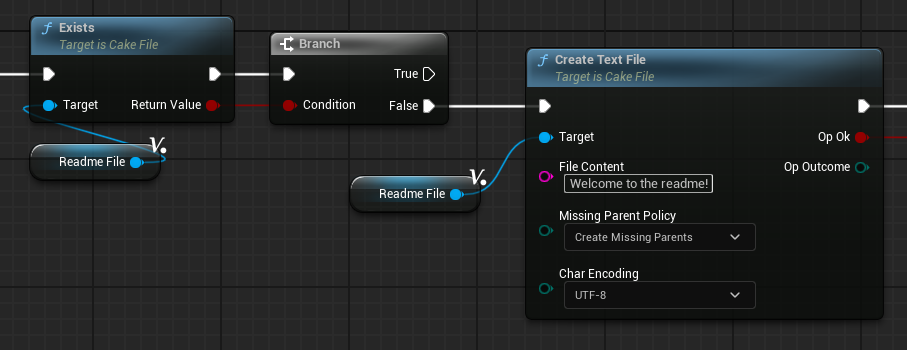 f Exists
Target is Cake File
Target
Return Value
Readme File
V.
Branch
True
Condition
False
Readme File
V.
f Create Text File
Target is Cake File
Target
Op Ok
File Content
Welcome to the readme!
Op Outcome
Missing Parent Policy
Create Missing Parents
Char Encoding
UTF-8